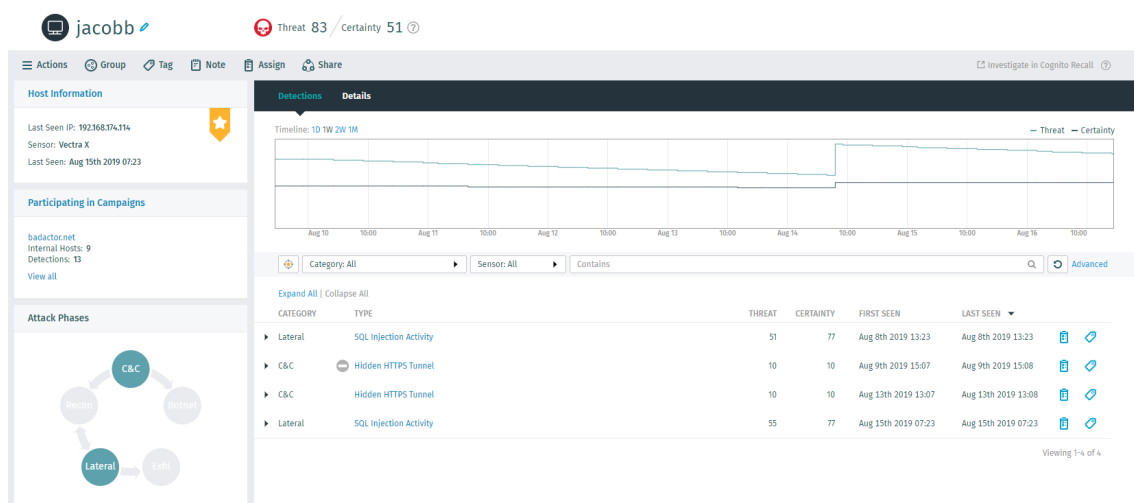 jacobb
Threat 83 / Certainty 51 ?
Actions Group Tag Note Assign Share Investigate in Cognito Recall ?
Host Information
Last Seen IP: 192.168.174.114
Sensor: Vectra X
Last Seen: Aug 15th 2019 07:23
Participating in Campaigns
badactor.net
Internal Hosts: 9
Detections: 13
View all
Attack Phases
C&C
Recon Botnet
Lateral Exfil
Detections Details
Timeline: 1D 1W 2W 1M Threat Certainty
Aug 10 10:00 Aug 11 10:00 Aug 12 10:00 Aug 13 10:00 Aug 14 10:00 Aug 15 10:00 Aug 16 10:00
Category: All Sensor: All Contains Advanced
Expand All | Collapse All
CATEGORY TYPE THREAT CERTAINTY FIRST SEEN LAST SEEN
Lateral SQL Injection Activity 51 77 Aug 8th 2019 13:23 Aug 8th 2019 13:23
C&C Hidden HTTPS Tunnel 10 10 Aug 9th 2019 15:07 Aug 9th 2019 15:08
C&C Hidden HTTPS Tunnel 10 10 Aug 13th 2019 13:07 Aug 13th 2019 13:08
Lateral SQL Injection Activity 55 77 Aug 15th 2019 07:23 Aug 15th 2019 07:23
Viewing 1-4 of 4